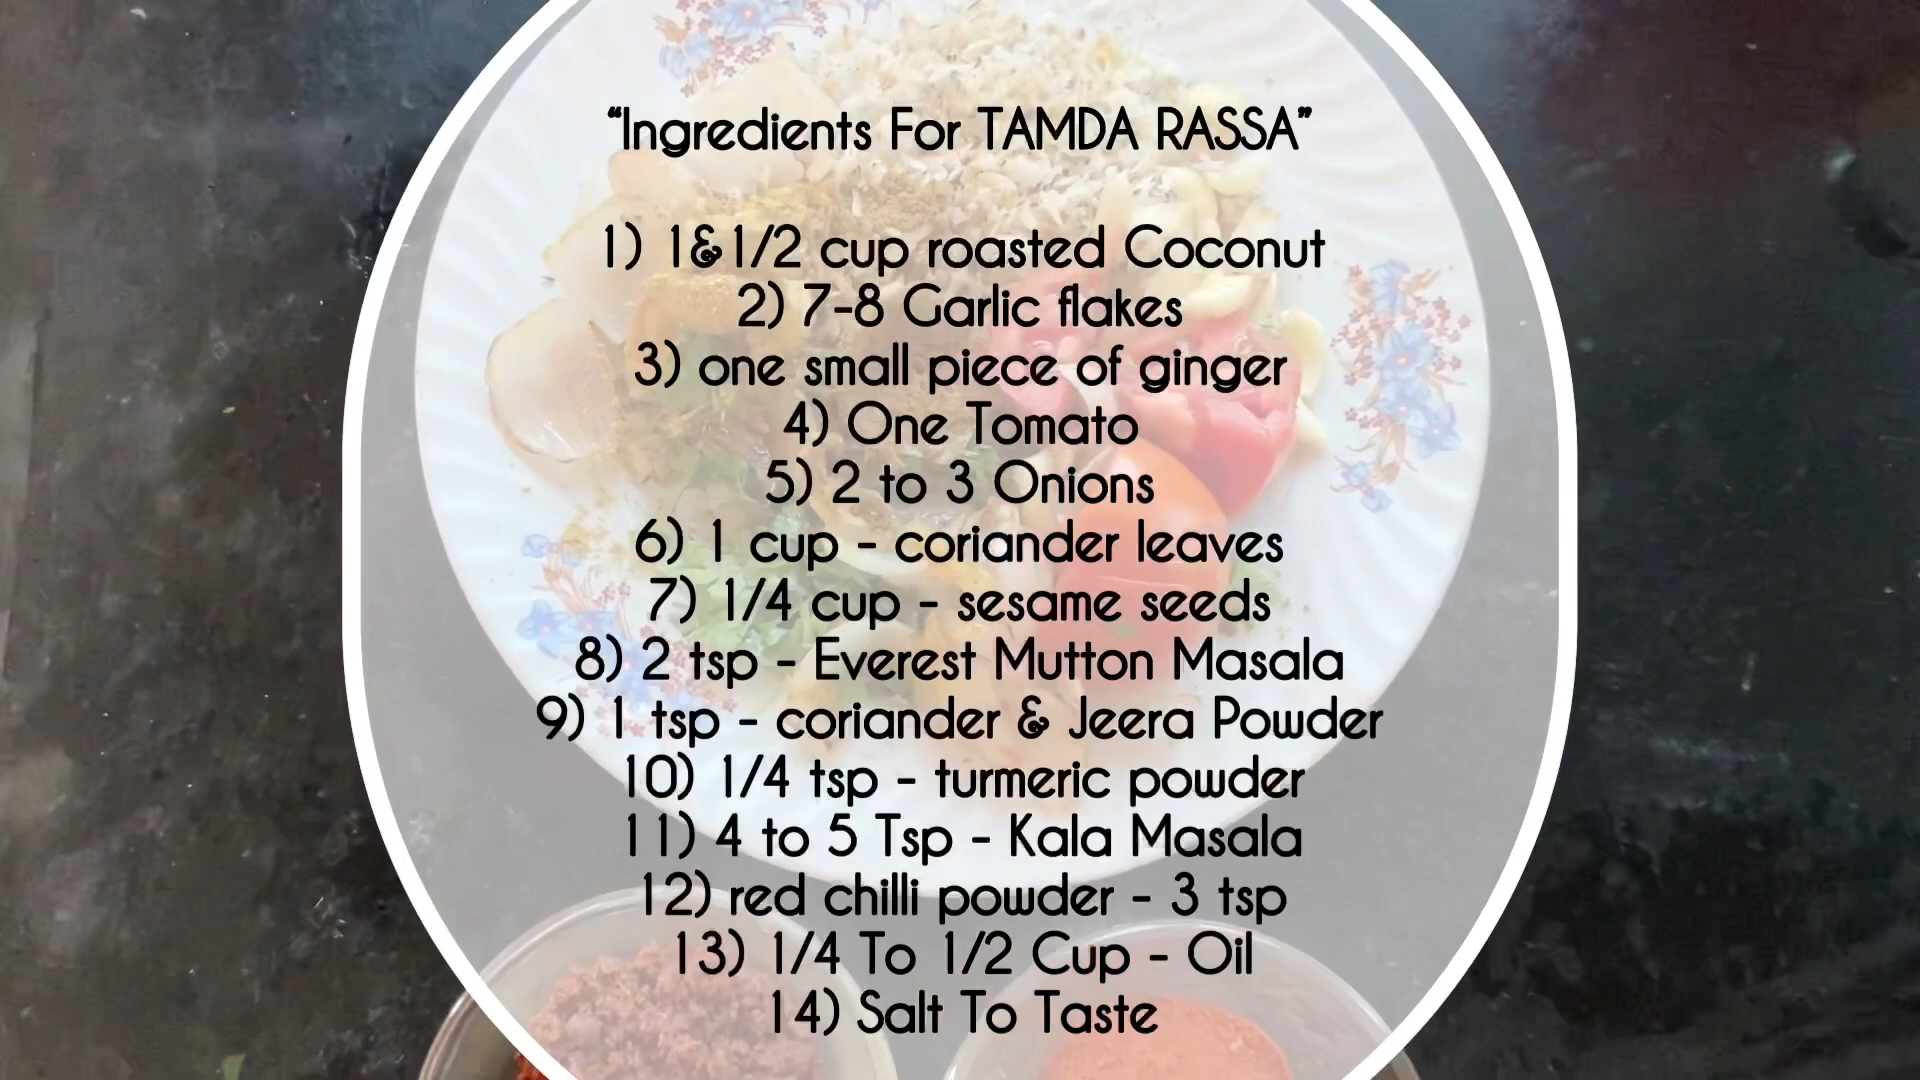 “Ingredients For TAMDA RASSA”
1) 1&1/2 cup roasted Coconut
2) 7-8 Garlic flakes
3) one small piece of ginger
4) One Tomato
5) 2 to 3 Onions
6) 1 cup - coriander leaves
7) 1/4 cup - sesame seeds
8) 2 tsp - Everest Mutton Masala
9) 1 tsp - coriander & Jeera Powder
10) 1/4 tsp - turmeric powder
11) 4 to 5 Tsp - Kala Masala
12) red chilli powder - 3 tsp
13) 1/4 To 1/2 Cup - Oil
14) Salt To Taste